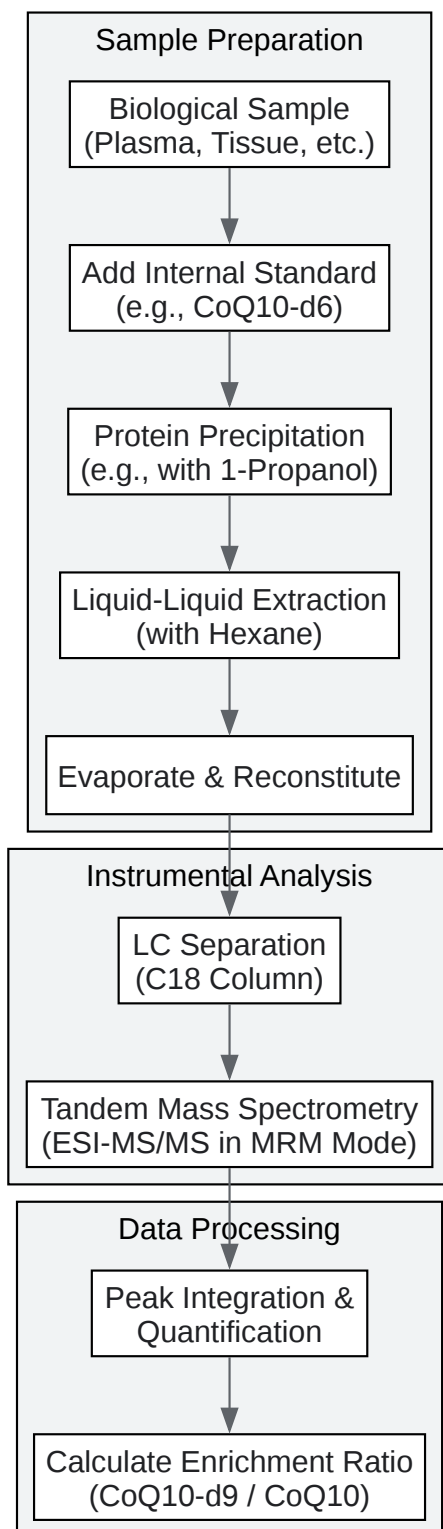 Sample Preparation
Biological Sample
(Plasma, Tissue, etc.)
Add Internal Standard
(e.g., CoQ10-d6)
Protein Precipitation
(e.g., with 1-Propanol)
Liquid-Liquid Extraction
(with Hexane)
Evaporate & Reconstitute
Instrumental Analysis
LC Separation
(C18 Column)
Tandem Mass Spectrometry
(ESI-MS/MS in MRM Mode)
Data Processing
Peak Integration &
Quantification
Calculate Enrichment Ratio
(CoQ10-d9 / CoQ10)